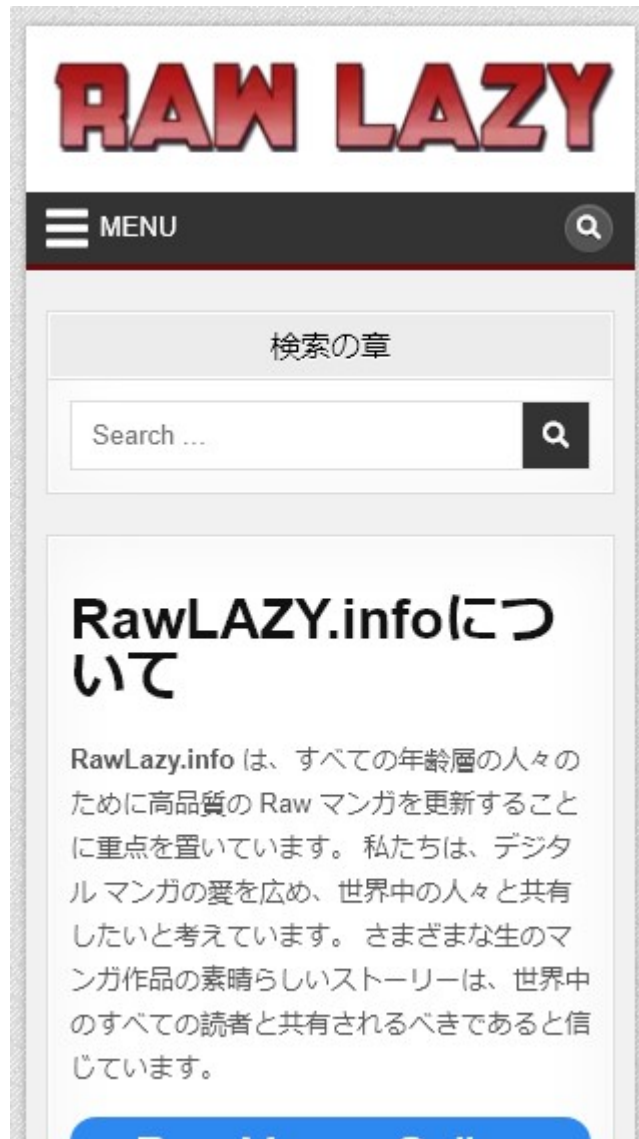 RAW LAZY
MENU
検索の章
Search ...
RawLAZY.infoにつ
いて
RawLazy.info は、すべての年齢層の人々の
ために高品質の Raw マンガを更新すること
に重点を置いています。 私たちは、デジタ
ル マンガの愛を広め、世界中の人々と共有
したいと考えています。 さまざまな生のマ
ンガ作品の素晴らしいストーリーは、世界中
のすべての読者と共有されるべきであると信
じています。